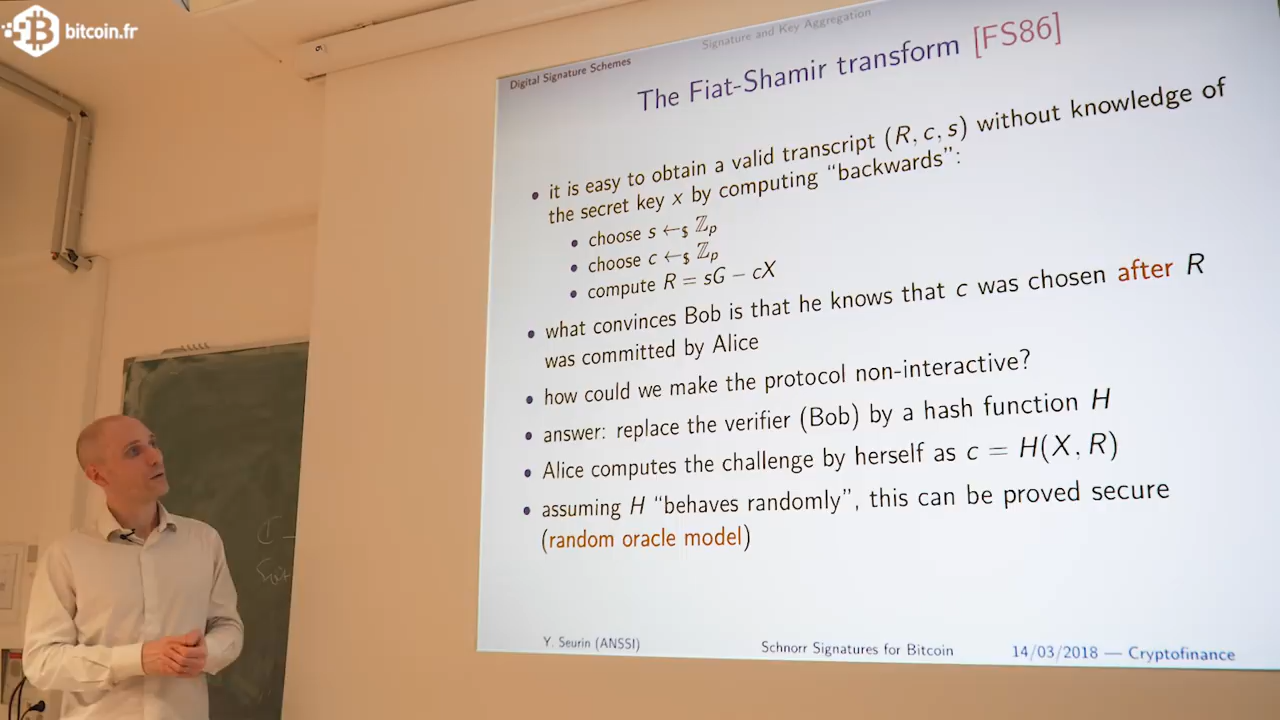 bitcoin.fr
Digital Signature Schemes
Signature and Key Aggregation
The Fiat-Shamir transform [FS86]
• it is easy to obtain a valid transcript (R, c, s) without knowledge of
the secret key x by computing “backwards”:
• choose s ←$ ℤp
• choose c ←$ ℤp
• compute R = sG − cX
• what convinces Bob is that he knows that c was chosen after R
was committed by Alice
• how could we make the protocol non-interactive?
• answer: replace the verifier (Bob) by a hash function H
• Alice computes the challenge by herself as c = H(X, R)
• assuming H “behaves randomly”, this can be proved secure
(random oracle model)
Y. Seurin (ANSSI)
Schnorr Signatures for Bitcoin
14/03/2018 — Cryptofinance